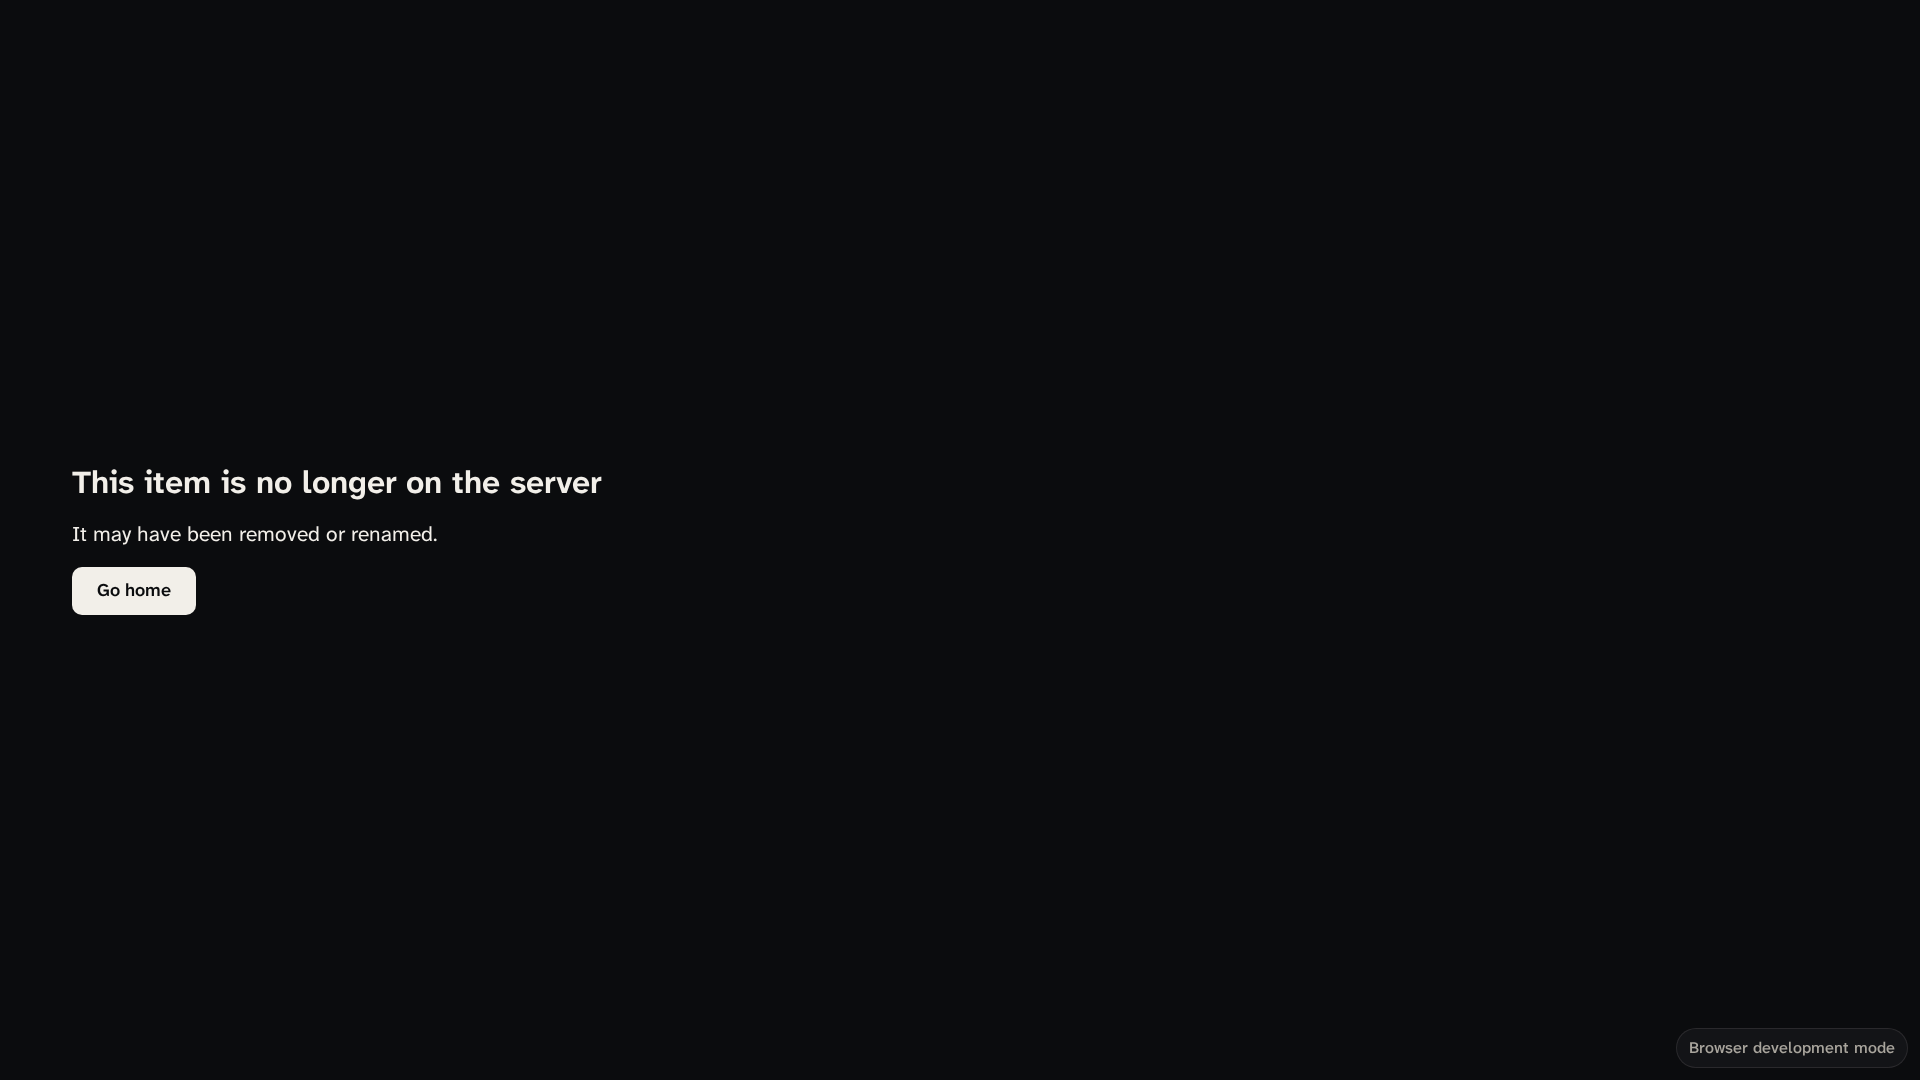 This item is no longer on the server
It may have been removed or renamed.
Go home
Browser development mode